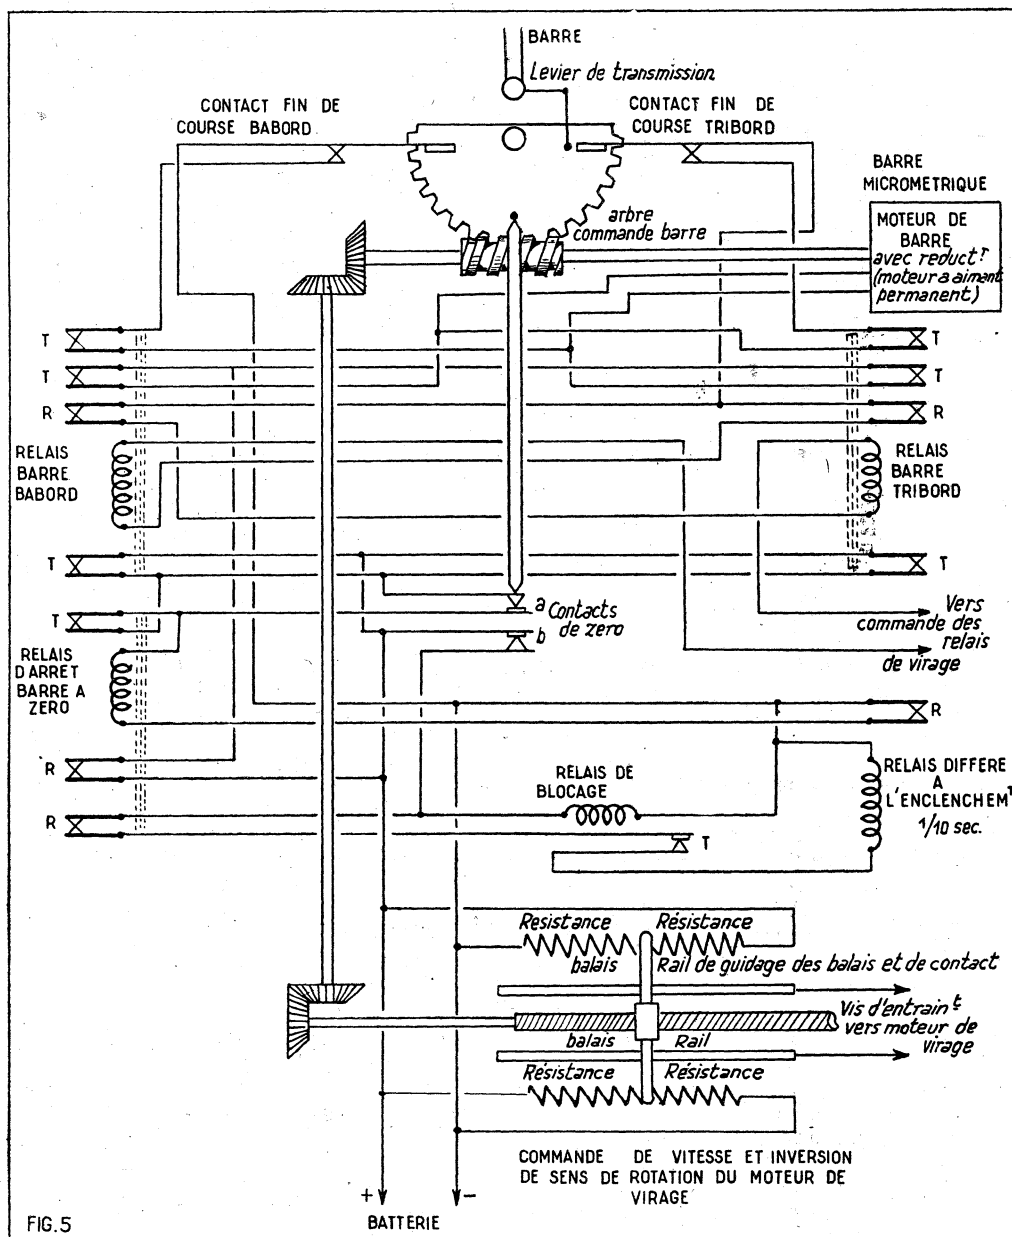 BARRE
Levier de transmission
CONTACT FIN DE
COURSE BABORD
CONTACT FIN DE
COURSE TRIBORD
BARRE
MICROMETRIQUE
MOTEUR DE
BARRE
avec reduct.r
(moteur a aimant
permanent)
arbre
commande barre
T
T
R
T
T
R
RELAIS
BARRE
BABORD
RELAIS
BARRE
TRIBORD
T
T
T
a
b
Contacts
de zero
Vers
commande des
relais
de virage
RELAIS
D'ARRET
BARRE A
ZERO
R
R
R
RELAIS DE
BLOCAGE
T
RELAIS DIFFERE
A
L'ENCLENCHEMT
1/10 sec.
Resistance
Résistance
balais
Rail de guidage des balais et de contact
Vis d'entraint
vers moteur de
virage
balais
Rail
Résistance
Résistance
COMMANDE DE VITESSE ET INVERSION
DE SENS DE ROTATION DU MOTEUR DE
VIRAGE
+
-
BATTERIE
FIG.5